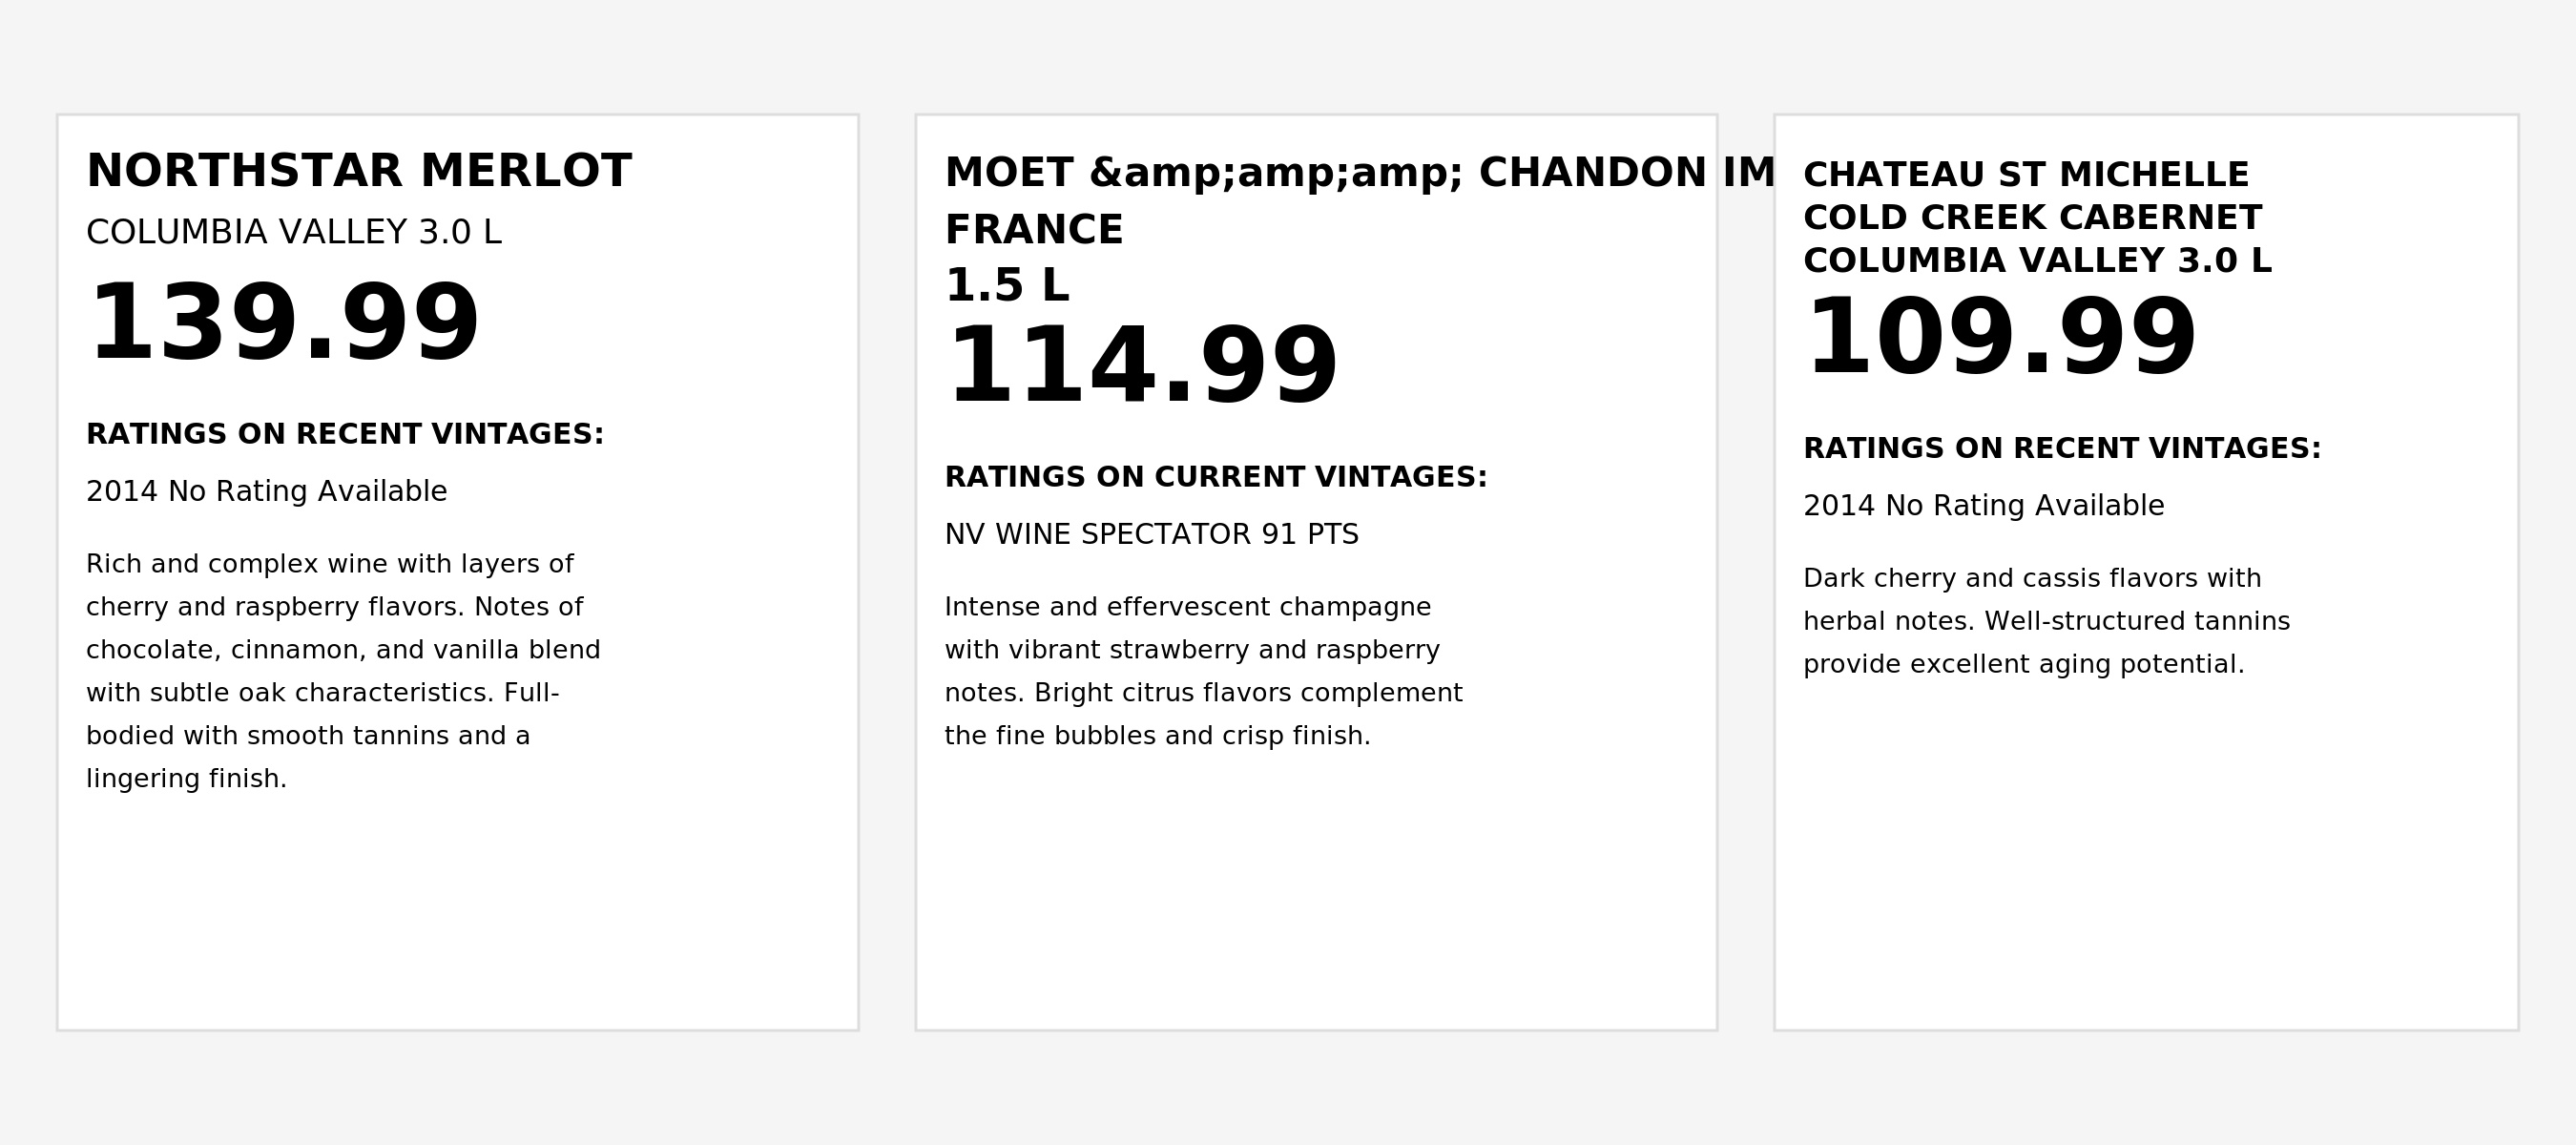 NORTHSTAR MERLOT
COLUMBIA VALLEY 3.0 L
139.99
RATINGS ON RECENT VINTAGES:
2014 No Rating Available
Rich and complex wine with layers of
cherry and raspberry flavors. Notes of
chocolate, cinnamon, and vanilla blend
with subtle oak characteristics. Full-
bodied with smooth tannins and a
lingering finish.
MOET &amp;amp;amp; CHANDON IM
FRANCE
1.5 L
114.99
RATINGS ON CURRENT VINTAGES:
NV WINE SPECTATOR 91 PTS
Intense and effervescent champagne
with vibrant strawberry and raspberry
notes. Bright citrus flavors complement
the fine bubbles and crisp finish.
CHATEAU ST MICHELLE
COLD CREEK CABERNET
COLUMBIA VALLEY 3.0 L
109.99
RATINGS ON RECENT VINTAGES:
2014 No Rating Available
Dark cherry and cassis flavors with
herbal notes. Well-structured tannins
provide excellent aging potential.